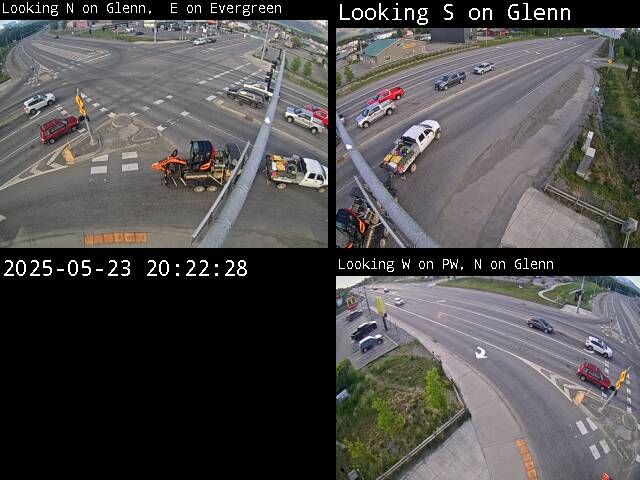 Looking N on Glenn, E on Evergreen
Looking S on Glenn
2025-05-23 20:22:28
Looking W on PW, N on Glenn